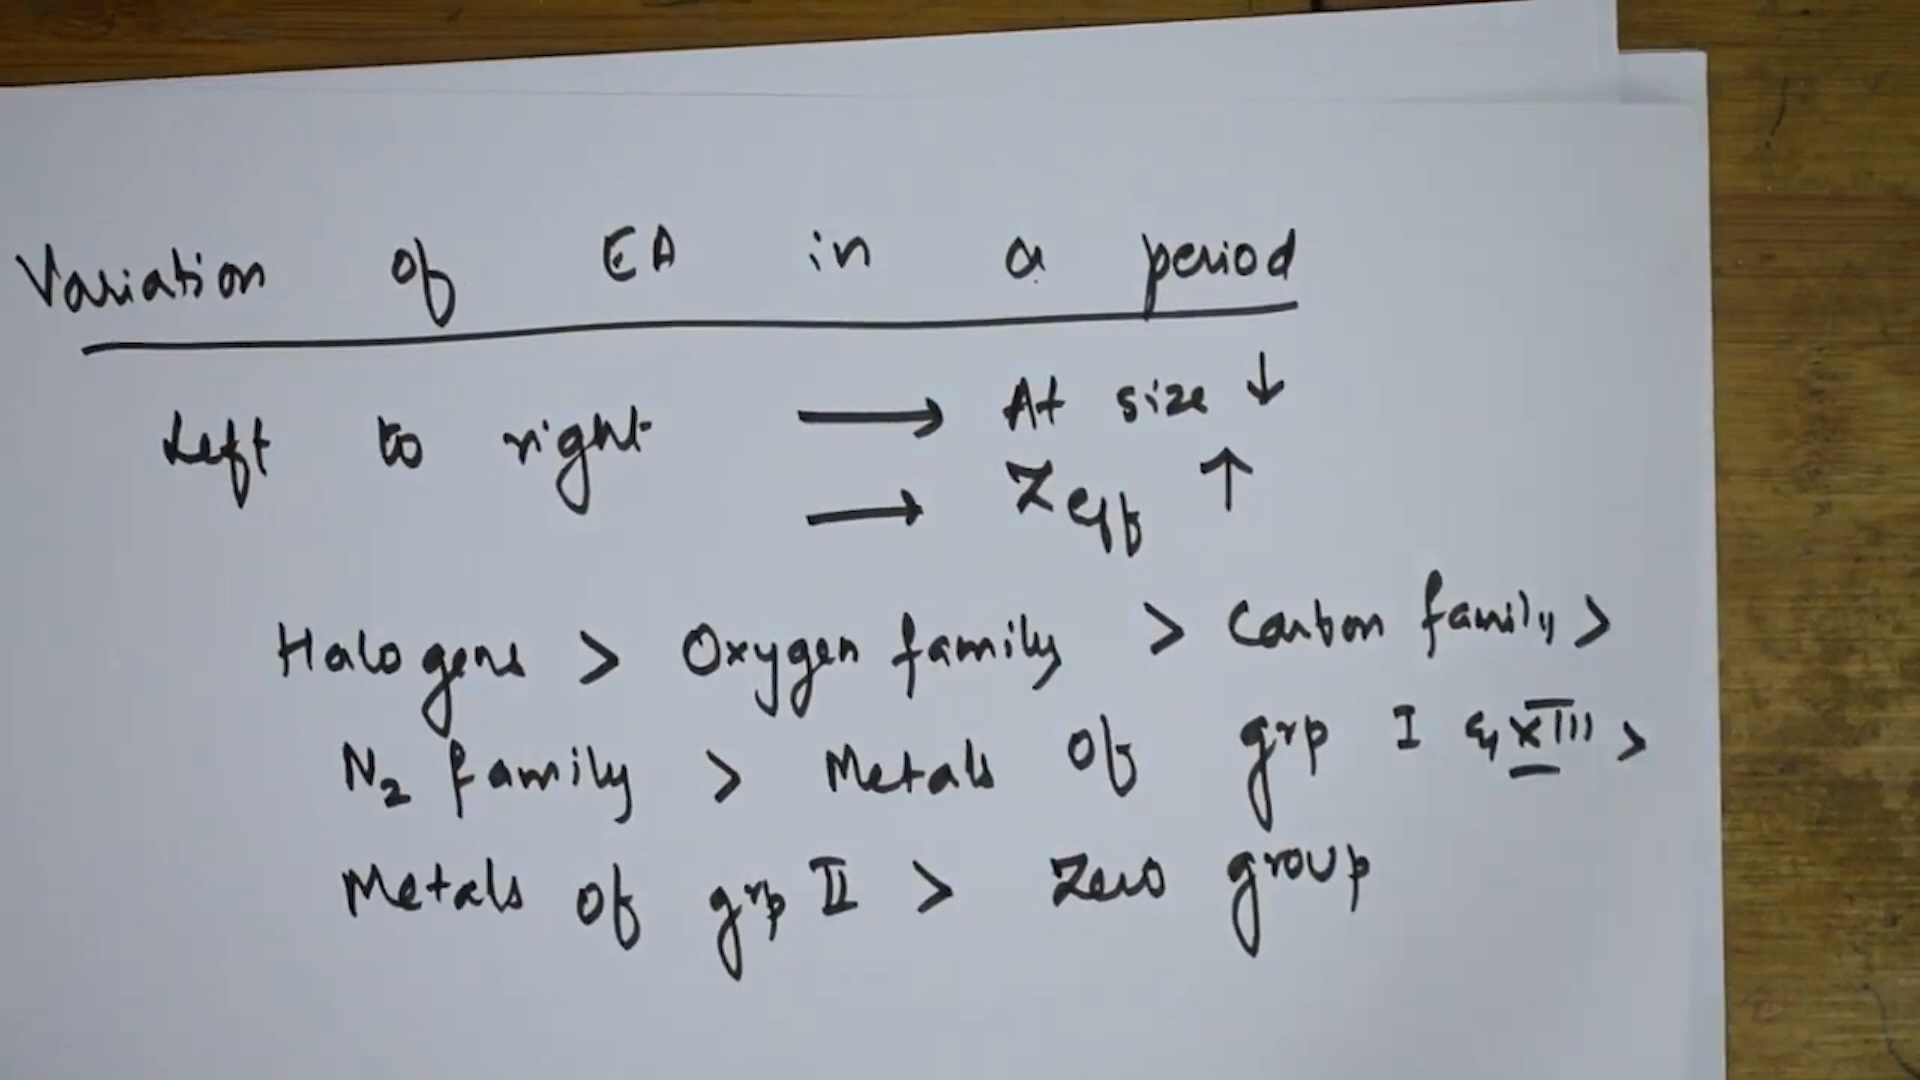 Variation of EA in a period
Left to right → At size ↓
→ Zeff ↑
Halogens > Oxygen family > Carbon family >
N2 family > Metals of grp I & XIII >
Metals of grp II > Zero group